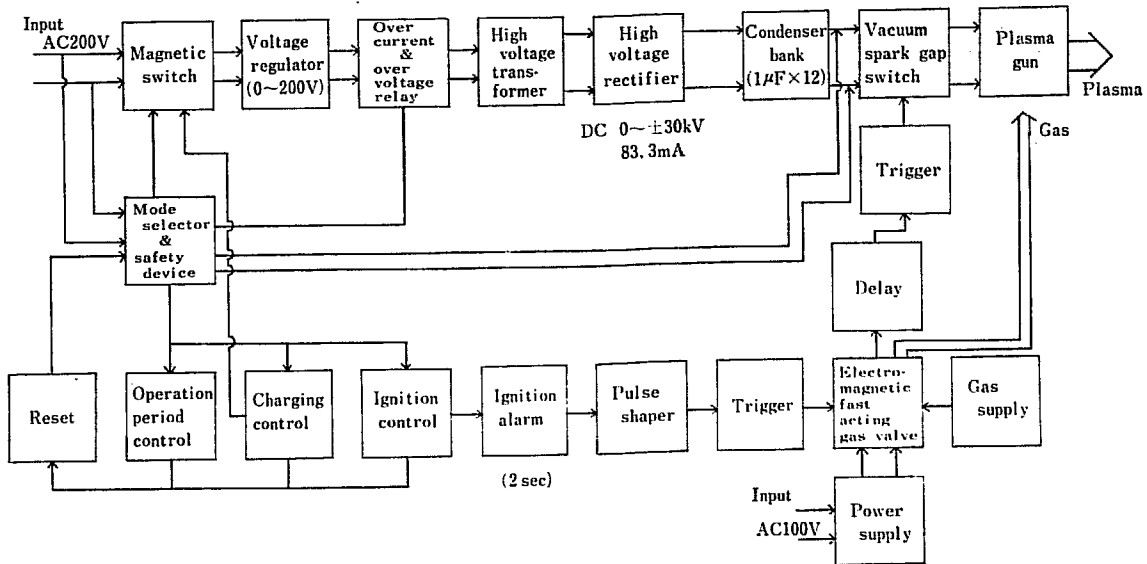 Input
AC200V
Magnetic
switch
Voltage
regulator
(0~200V)
Over
current
&
over
voltage
relay
High
voltage
trans-
former
High
voltage
rectifier
DC 0~±30kV
83.3mA
Condenser
bank
(1μF×12)
Vacuum
spark gap
switch
Plasma
gun
Plasma
Gas
Trigger
Delay
Mode
selector
&
safety
device
Reset
Operation
period
control
Charging
control
Ignition
control
Ignition
alarm
(2 sec)
Pulse
shaper
Trigger
Electro-
magnetic
fast
acting
gas valve
Gas
supply
Input
AC100V
Power
supply